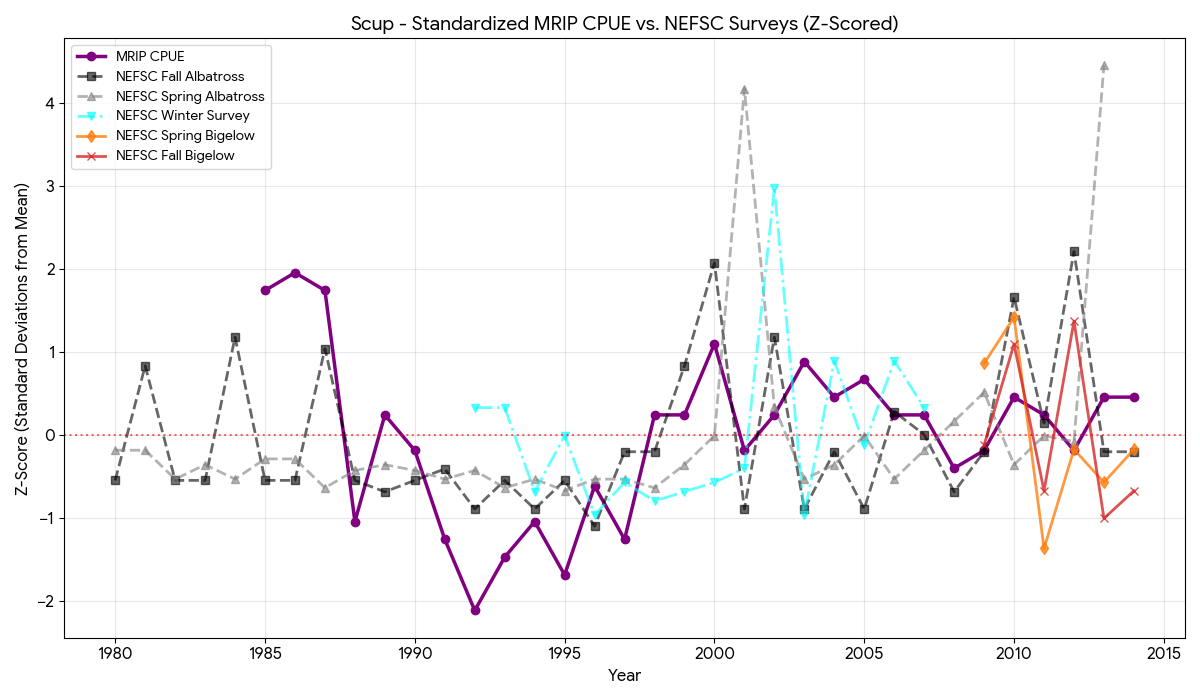 Scup - Standardized MRIP CPUE vs. NEFSC Surveys (Z-Scored)
MRIP CPUE
NEFSC Fall Albatross
NEFSC Spring Albatross
NEFSC Winter Survey
NEFSC Spring Bigelow
NEFSC Fall Bigelow
Z-Score (Standard Deviations from Mean)
4
3
2
1
0
−1
−2
1980 1985 1990 1995 2000 2005 2010 2015
Year